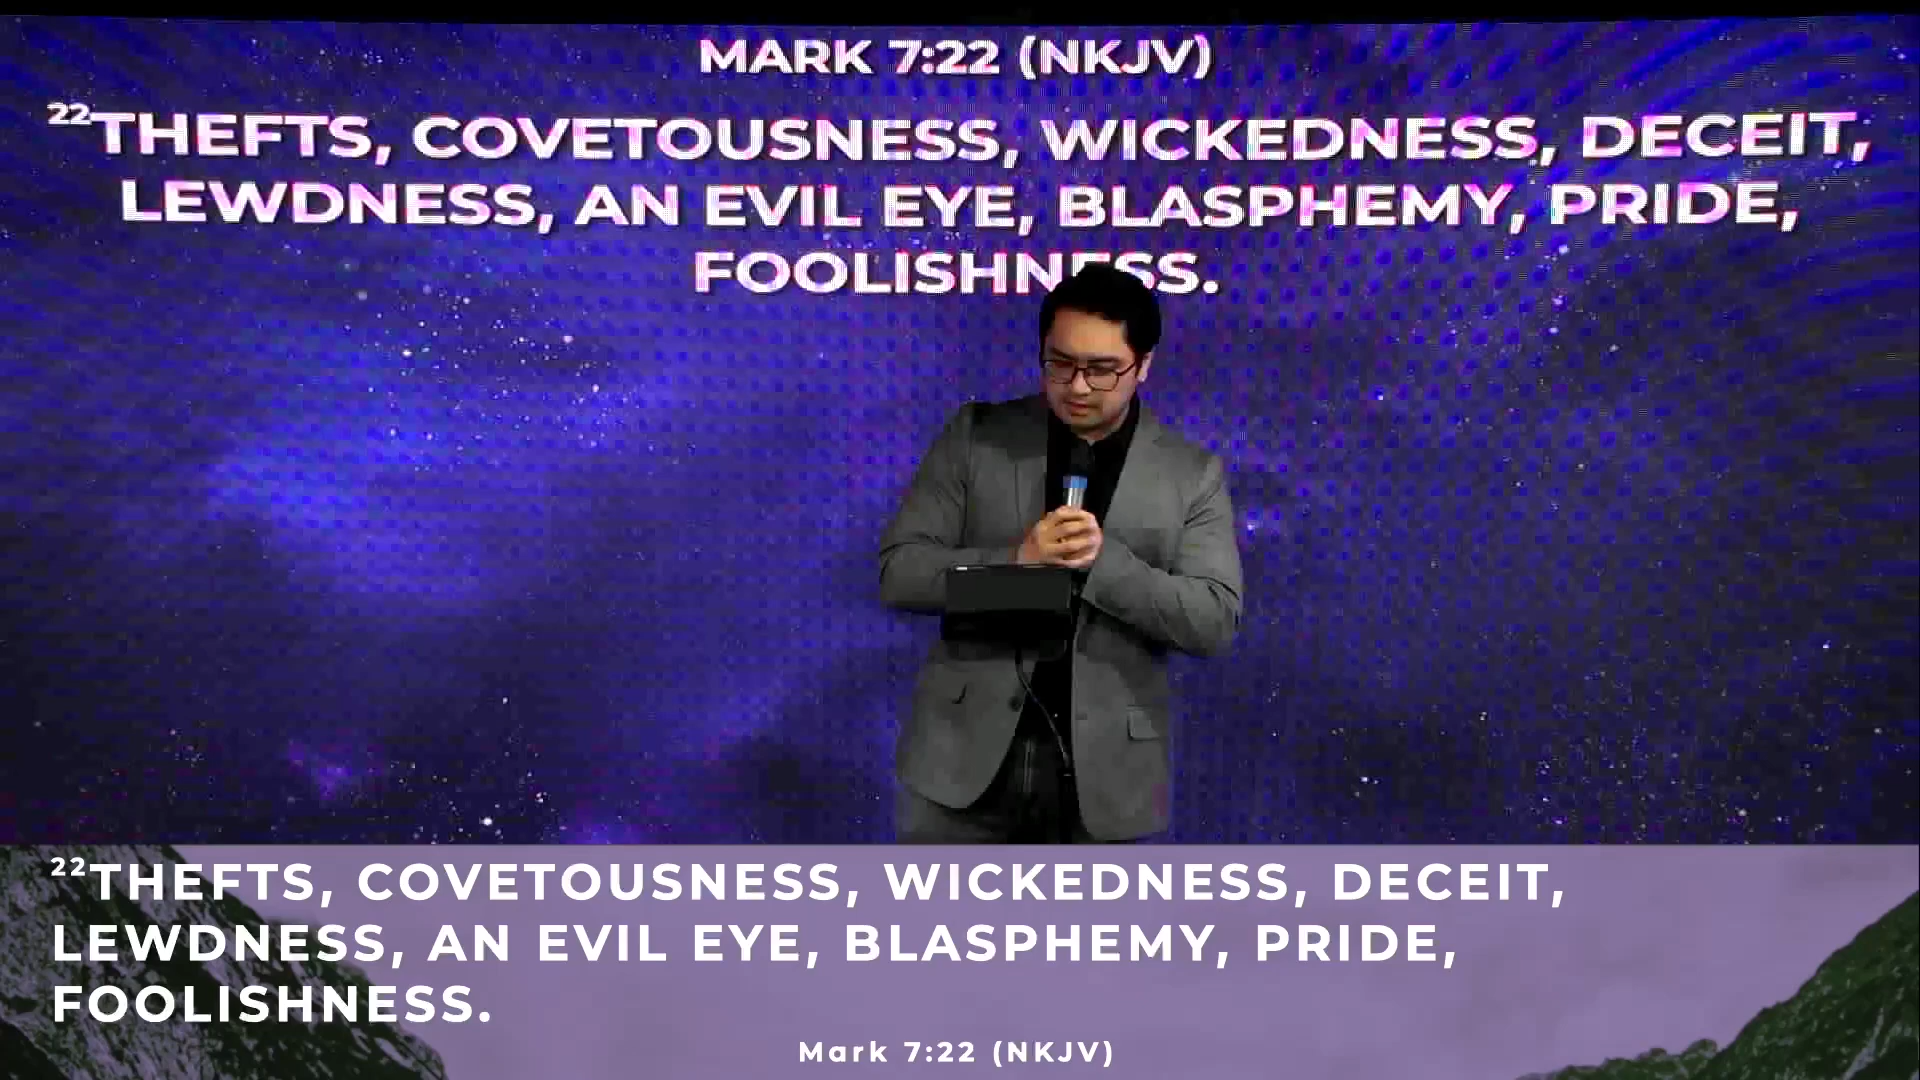 MARK 7:22 (NKJV)
²²THEFTS, COVETOUSNESS, WICKEDNESS, DECEIT,
LEWDNESS, AN EVIL EYE, BLASPHEMY, PRIDE,
FOOLISHNESS.
²²THEFTS, COVETOUSNESS, WICKEDNESS, DECEIT,
LEWDNESS, AN EVIL EYE, BLASPHEMY, PRIDE,
FOOLISHNESS.
Mark 7:22 (NKJV)